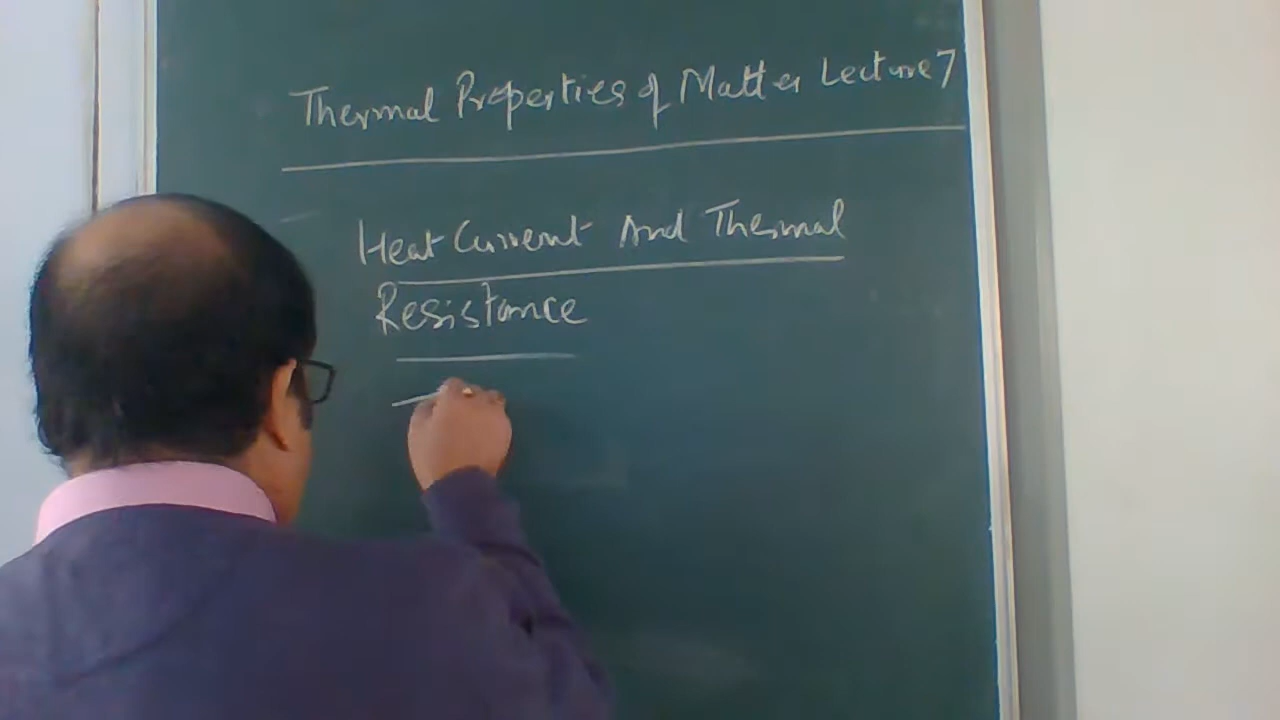 Thermal Properties of Matter Lecture 7
Heat Current And Thermal
Resistance